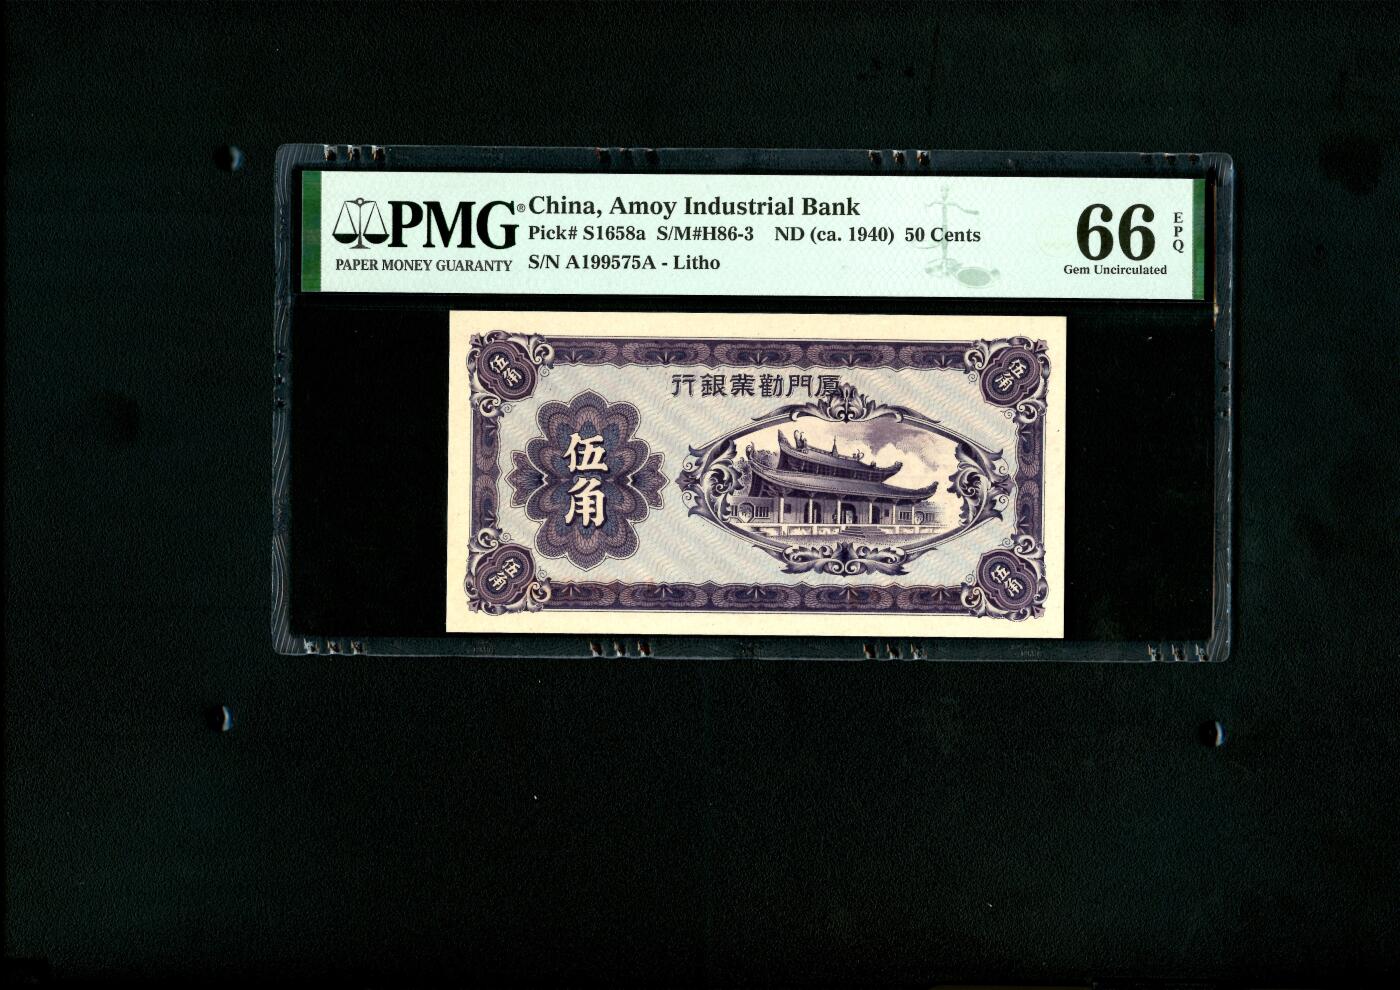 PMG®
PAPER MONEY GUARANTY
China, Amoy Industrial Bank
Pick# S1658a S/M#H86-3 ND (ca. 1940) 50 Cents
S/N A199575A - Litho
66 EPQ
Gem Uncirculated
伍角
伍角
行銀業勸門廈
伍角
伍角
伍角